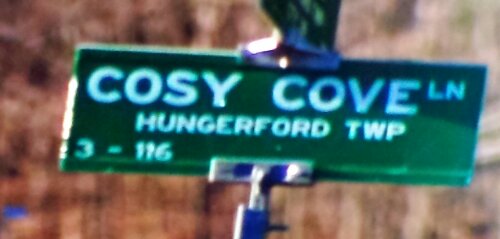 COSY COVE LN
HUNGERFORD TWP
3 - 116